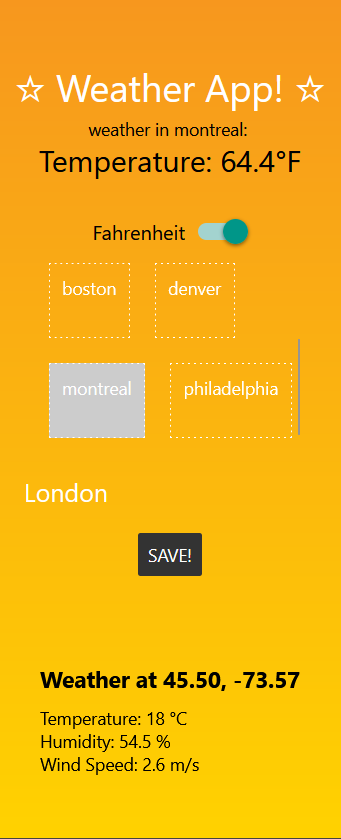 ☆ Weather App! ☆
weather in montreal:
Temperature: 64.4°F
Fahrenheit
boston denver
montreal philadelphia
London
SAVE!
Weather at 45.50, -73.57
Temperature: 18 °C
Humidity: 54.5 %
Wind Speed: 2.6 m/s